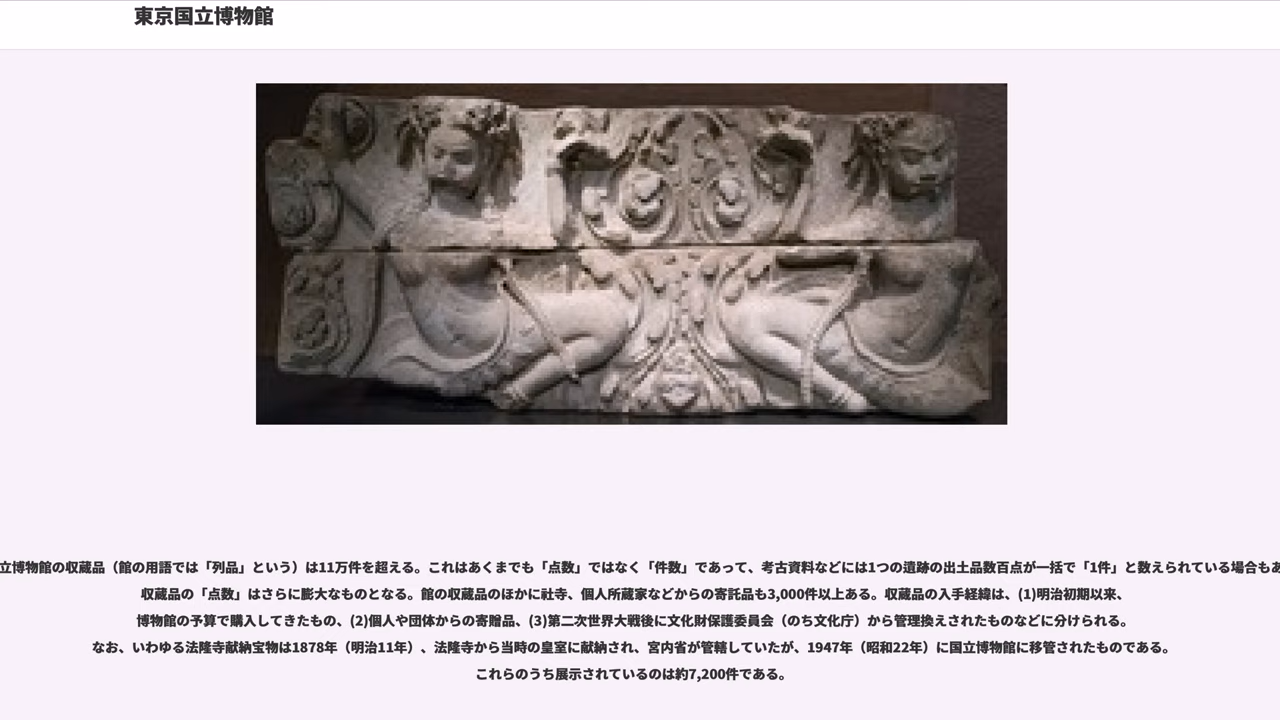 東京国立博物館
立博物館の収蔵品（館の用語では「列品」という）は11万件を超える。これはあくまでも「点数」ではなく「件数」であって、考古資料などには1つの遺跡の出土品数百点が一括で「1件」と数えられている場合もあ
収蔵品の「点数」はさらに膨大なものとなる。館の収蔵品のほかに社寺、個人所蔵家などからの寄託品も3,000件以上ある。収蔵品の入手経緯は、(1)明治初期以来、
博物館の予算で購入してきたもの、(2)個人や団体からの寄贈品、(3)第二次世界大戦後に文化財保護委員会（のち文化庁）から管理換えされたものなどに分けられる。
なお、いわゆる法隆寺献納宝物は1878年（明治11年）、法隆寺から当時の皇室に献納され、宮内省が管轄していたが、1947年（昭和22年）に国立博物館に移管されたものである。
これらのうち展示されているのは約7,200件である。